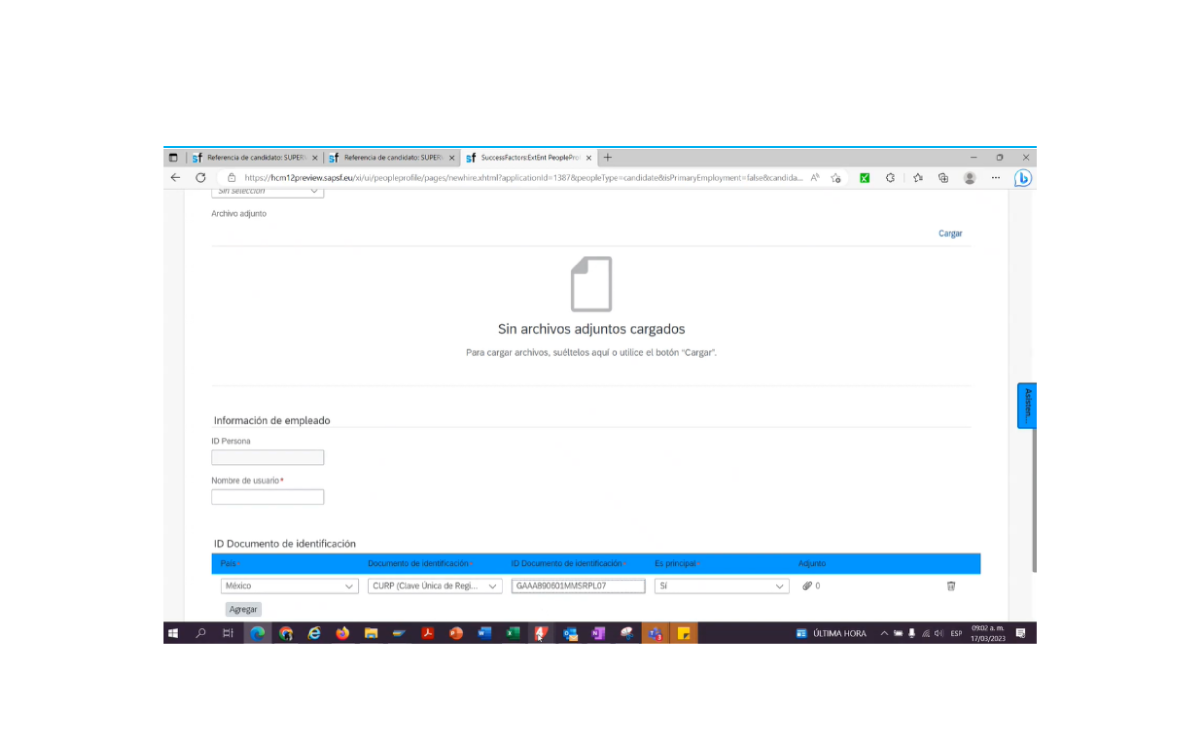 Referencia de candidato: SUPER
Referencia de candidato: SUPER
SuccessFactors:ExtEnt PeoplePro
https://hcm12preview.sapsf.eu/xi/ui/peopleprofile/pages/newhire.xhtml?applicationId=1387&peopleType=candidate&isPrimaryEmployment=false&candida...
Sin selección
Archivo adjunto
Cargar
Sin archivos adjuntos cargados
Para cargar archivos, suéltelos aquí o utilice el botón "Cargar".
Asisten...
Información de empleado
ID Persona
Nombre de usuario*
ID Documento de identificación
País* Documento de identificación* ID Documento de identificación* Es principal* Adjunto
México CURP (Clave Única de Regi... GAAA890801MMSRPL07 Sí 0
Agregar
ÚLTIMA HORA ESP 09:02 a. m.
17/03/2023